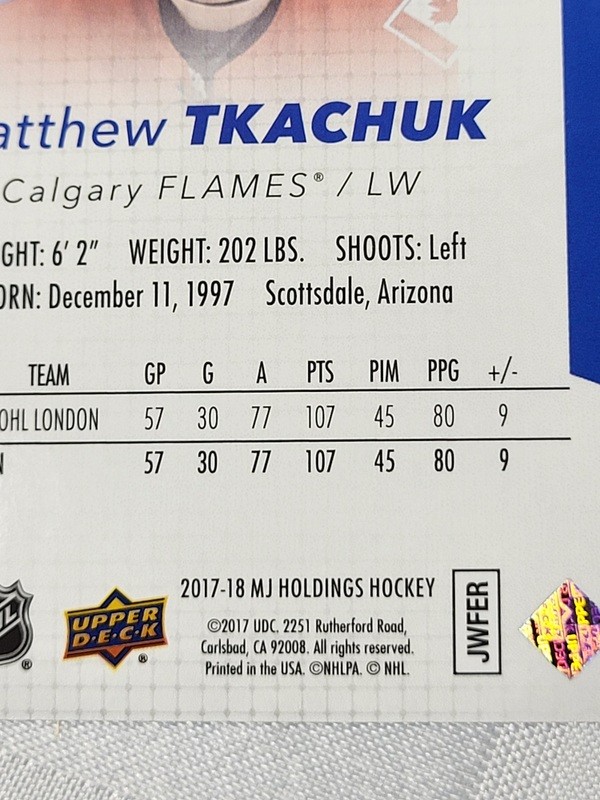 atthew TKACHUK
Calgary FLAMES® / LW
GHT: 6' 2" WEIGHT: 202 LBS. SHOOTS: Left
ORN: December 11, 1997 Scottsdale, Arizona
TEAM GP G A PTS PIM PPG +/-
OHL LONDON 57 30 77 107 45 80 9
N 57 30 77 107 45 80 9
2017-18 MJ HOLDINGS HOCKEY
©2017 UDC. 2251 Rutherford Road,
Carlsbad, CA 92008. All rights reserved.
Printed in the USA. ©NHLPA. © NHL.
UPPER
D·E·C·K
®
®
JWFER